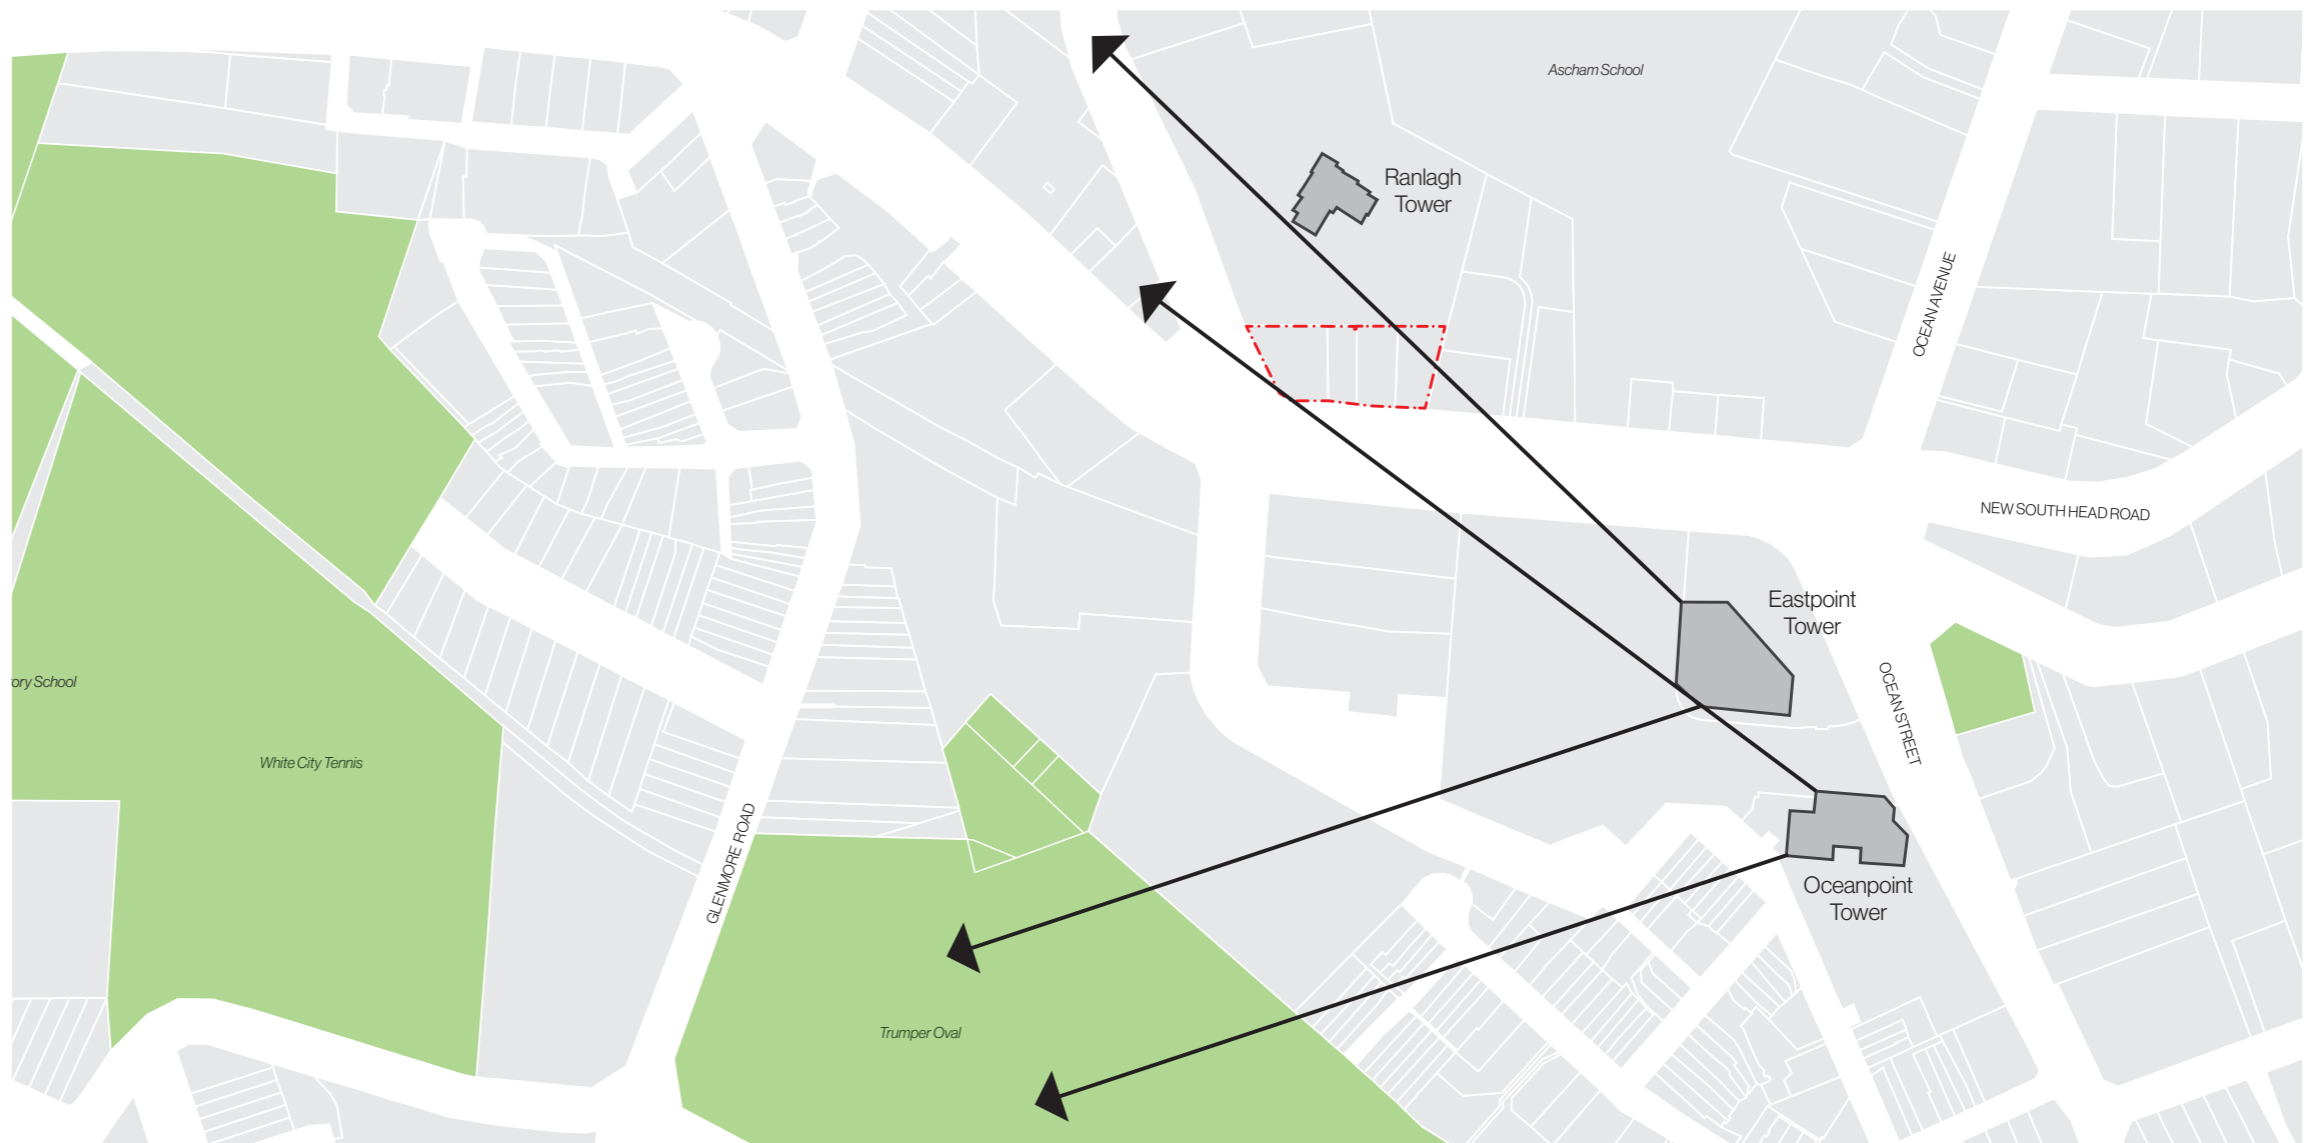 Ascham School
Ranlagh
Tower
OCEAN AVENUE
NEW SOUTH HEAD ROAD
Eastpoint
Tower
OCEAN STREET
ory School
White City Tennis
GLENMORE ROAD
Oceanpoint
Tower
Trumper Oval